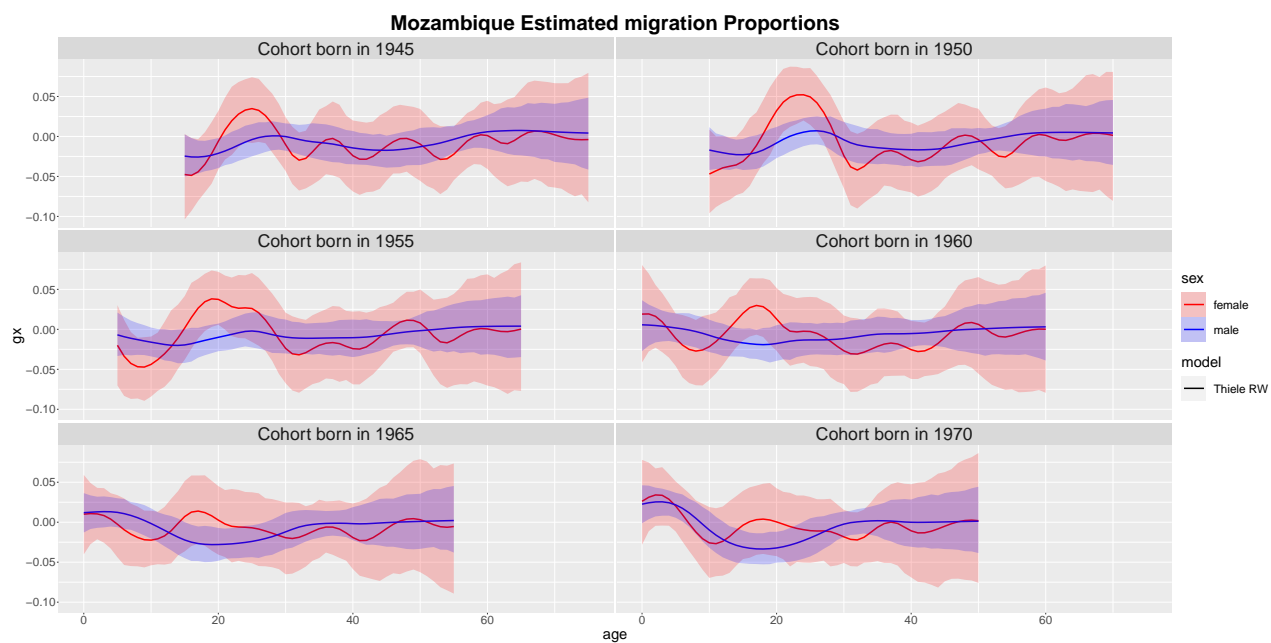 Mozambique Estimated migration Proportions
Cohort born in 1945
Cohort born in 1950
0.05
0.00
−0.05
−0.10
Cohort born in 1955
Cohort born in 1960
0.05
0.00
−0.05
−0.10
Cohort born in 1965
Cohort born in 1970
0.05
0.00
−0.05
−0.10
0 20 40 60
0 20 40 60
age
gx
sex
female
male
model
Thiele RW